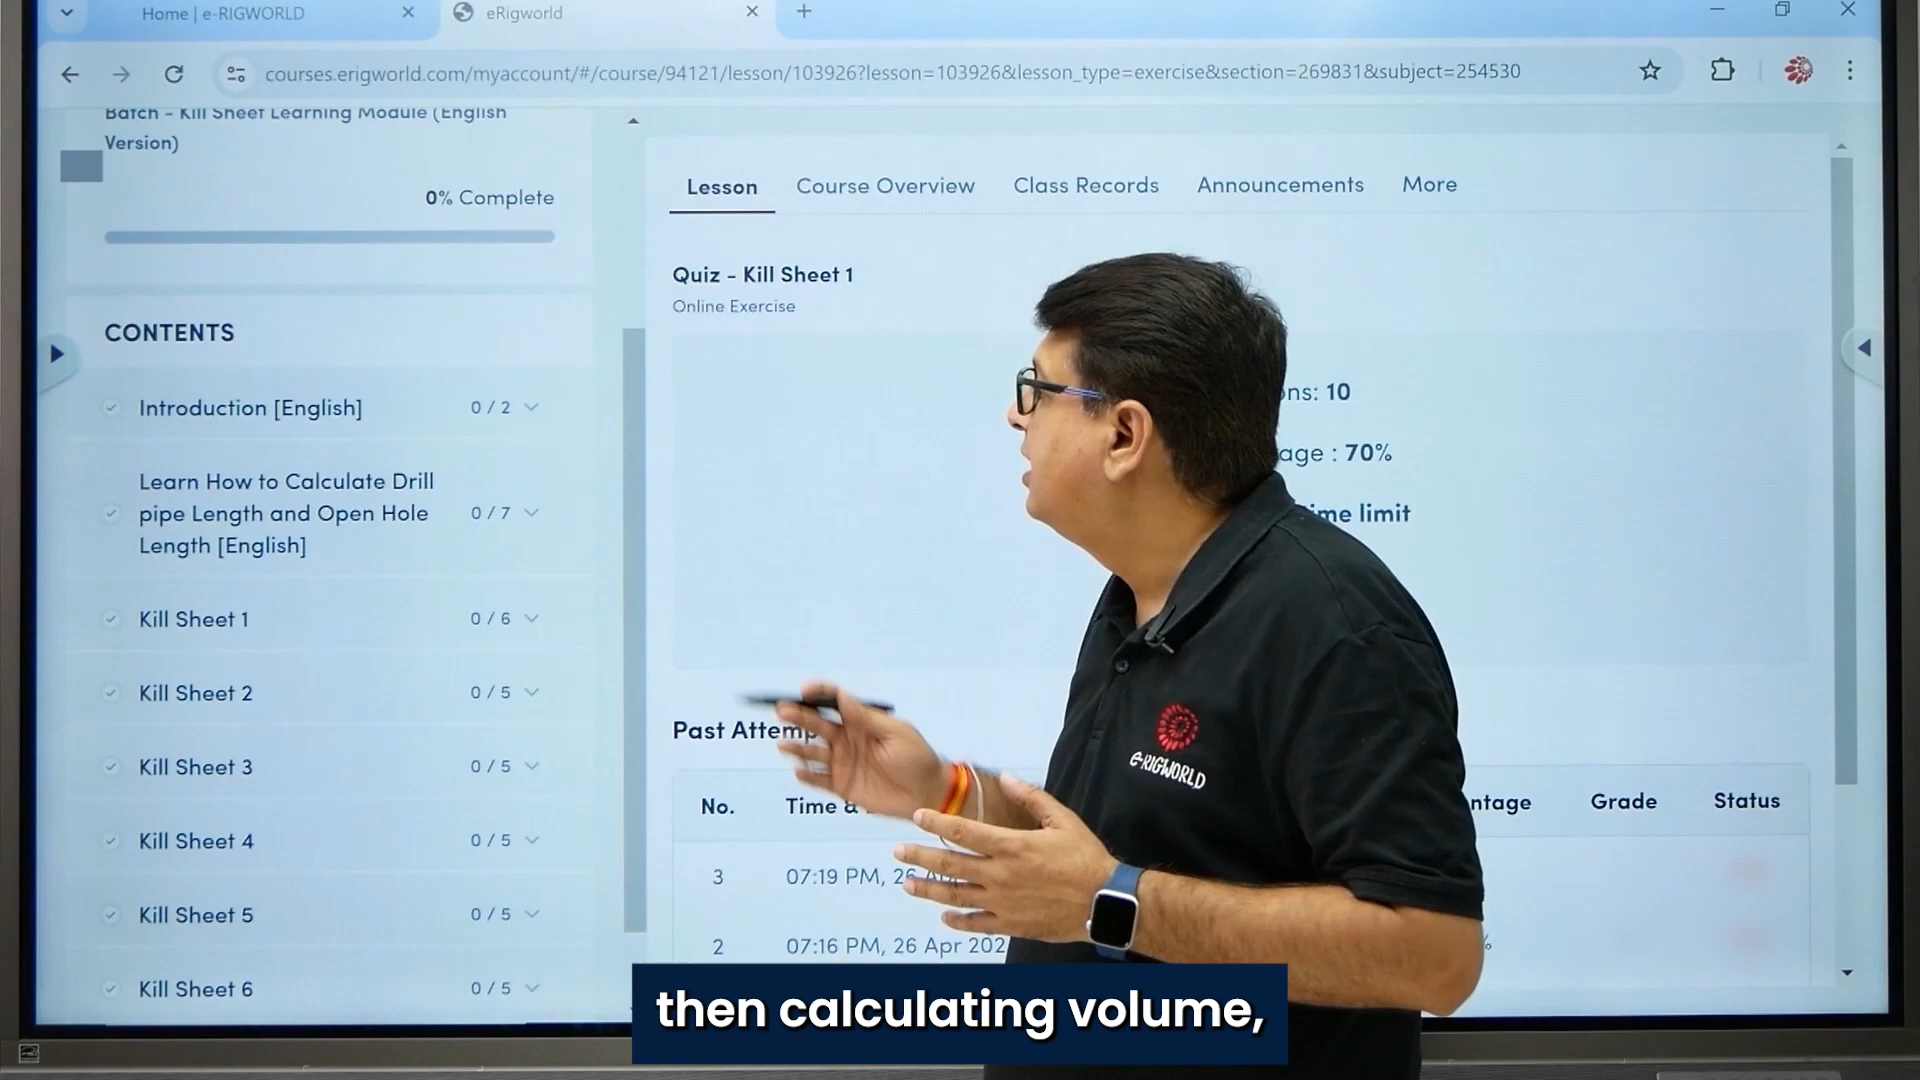 Home | e-RIGWORLD
eRigworld
courses.erigworld.com/myaccount/#/course/94121/lesson/103926?lesson=103926&lesson_type=exercise&section=269831&subject=254530
Batch - Kill Sheet Learning Module (English
Version)
0% Complete
CONTENTS
Introduction [English] 0 / 2
Learn How to Calculate Drill
pipe Length and Open Hole
Length [English]
0 / 7
Kill Sheet 1 0 / 6
Kill Sheet 2 0 / 5
Kill Sheet 3 0 / 5
Kill Sheet 4 0 / 5
Kill Sheet 5 0 / 5
Kill Sheet 6 0 / 5
Lesson Course Overview Class Records Announcements More
Quiz - Kill Sheet 1
Online Exercise
ns: 10
age : 70%
ime limit
Past Attemp
No. Time & ntage Grade Status
3 07:19 PM, 26 Apr
2 07:16 PM, 26 Apr 202 %
e-RIGWORLD
then calculating volume,